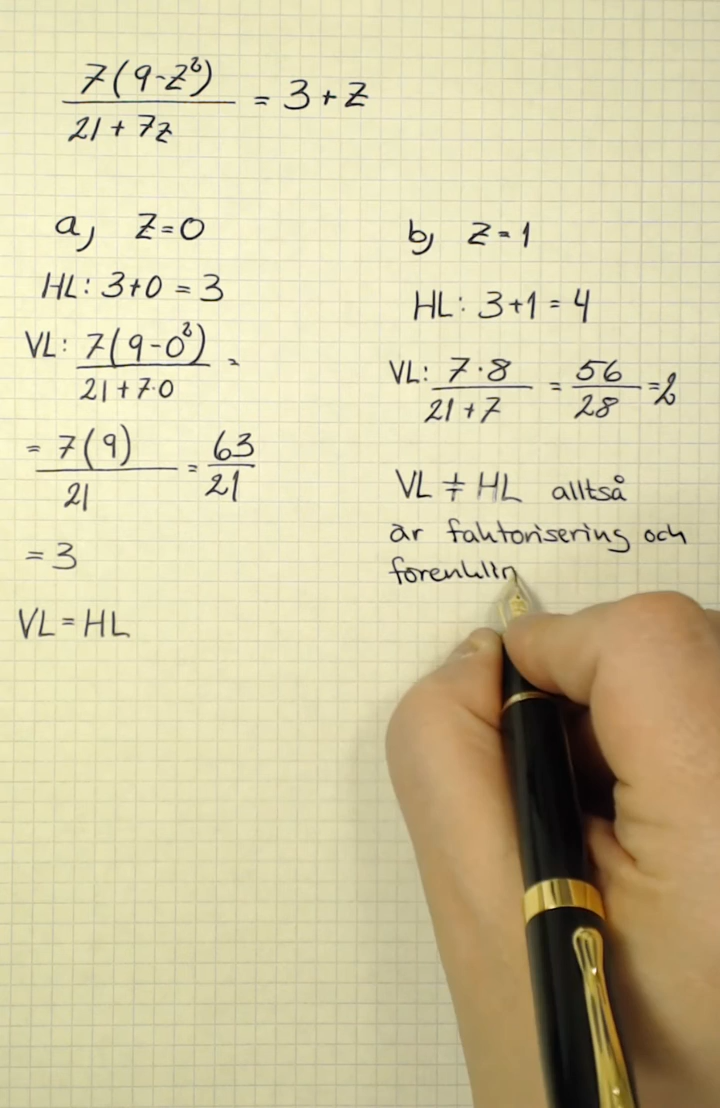 7(9-z²)/21+7z = 3+z
a) z=0
HL: 3+0 = 3
VL: 7(9-0²)/21+7·0 =
= 7(9)/21 = 63/21
= 3
VL = HL
b) z=1
HL: 3+1=4
VL: 7·8/21+7 = 56/28 =2
VL ≠ HL alltså
är faktorisering och
förenklin